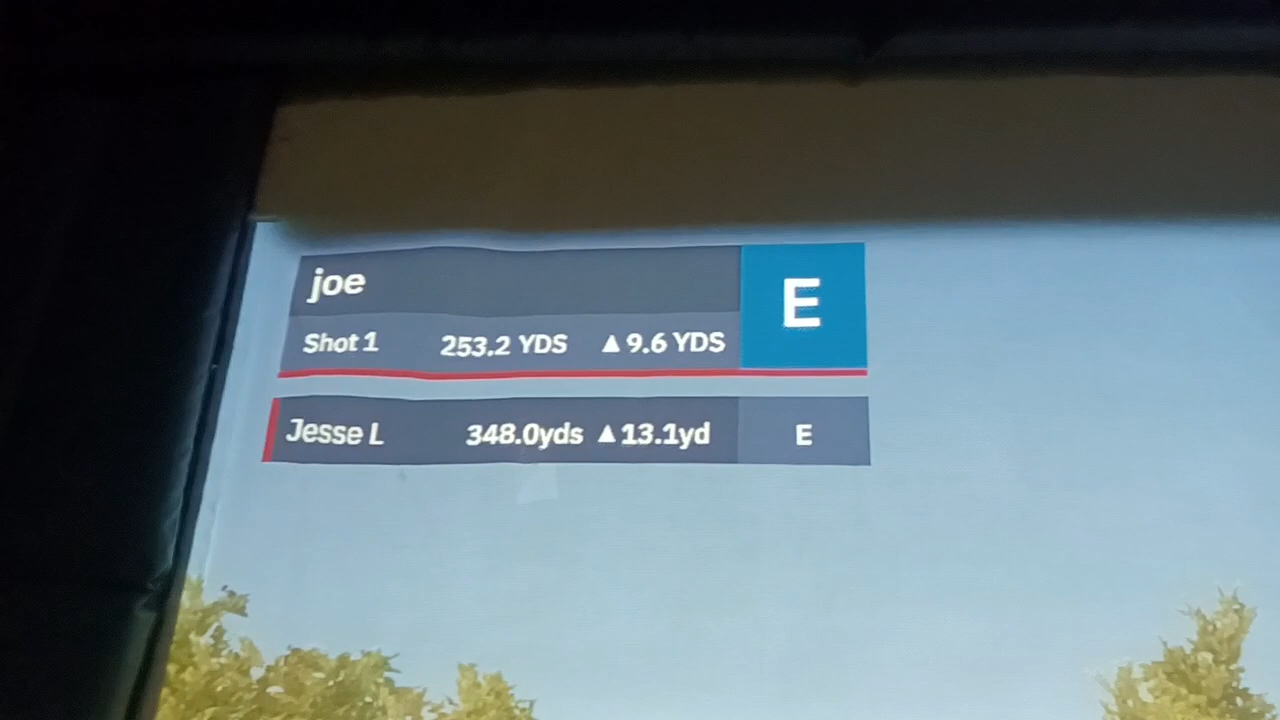 joe
E
Shot 1 253.2 YDS ▲9.6 YDS
Jesse L 348.0yds ▲13.1yd E